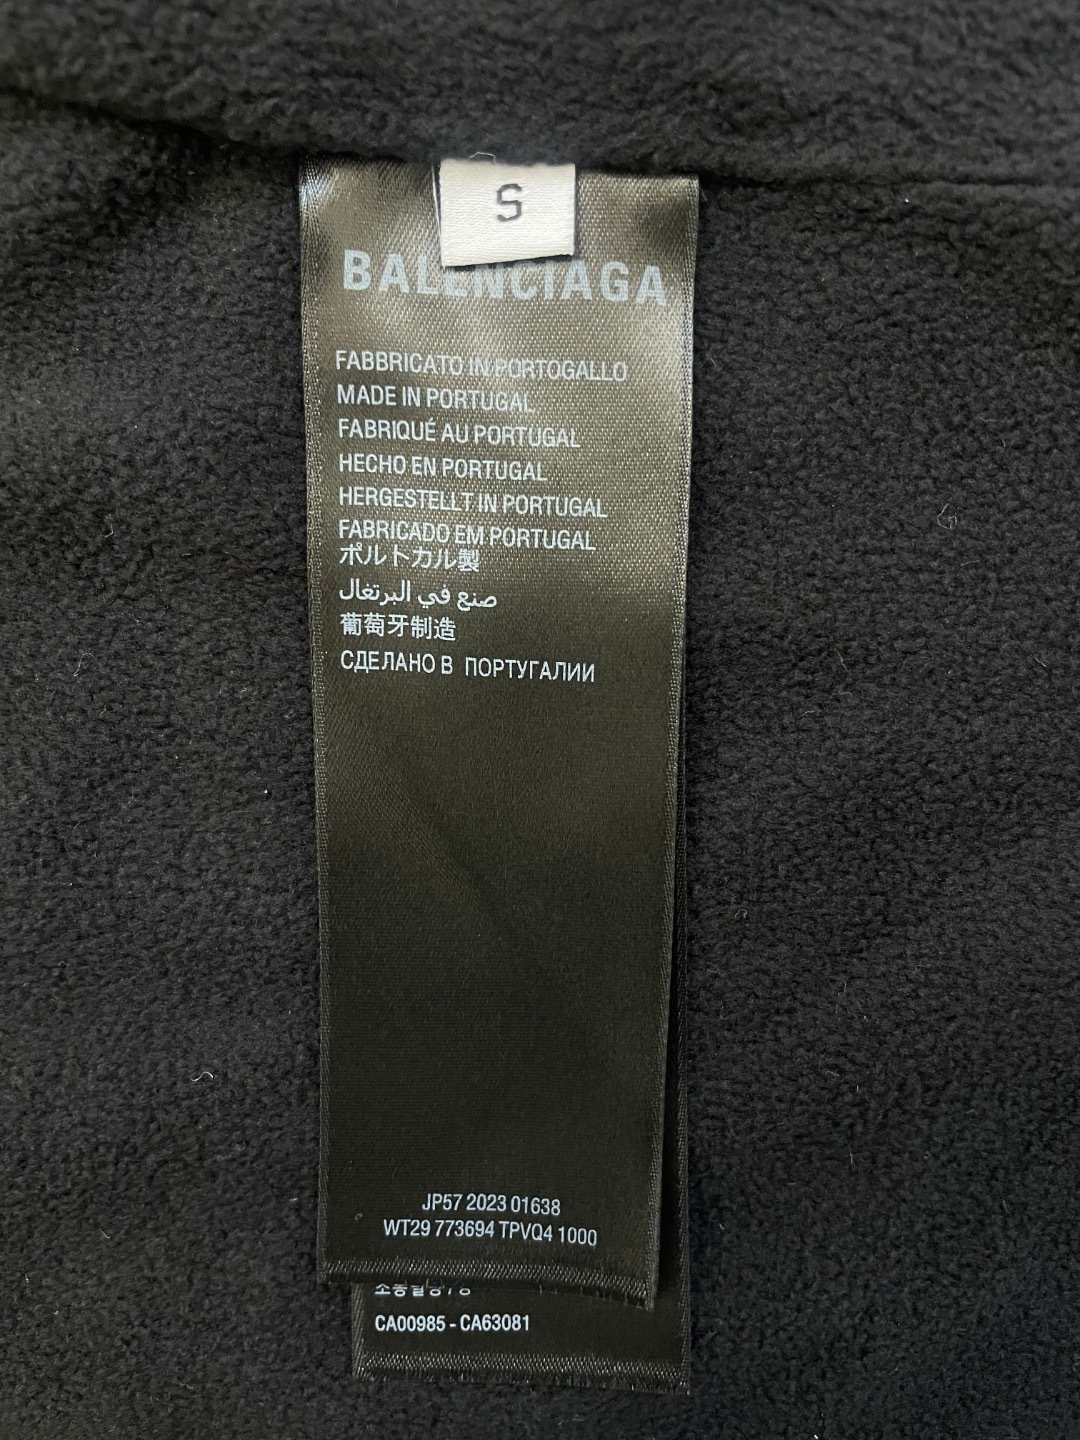 S
BALENCIAGA
FABBRICATO IN PORTOGALLO
MADE IN PORTUGAL
FABRIQUÉ AU PORTUGAL
HECHO EN PORTUGAL
HERGESTELLT IN PORTUGAL
FABRICADO EM PORTUGAL
ポルトカル製
صنع في البرتغال
葡萄牙制造
СДЕЛАНО В ПОРТУГАЛИИ
JP57 2023 01638
WT29 773694 TPVQ4 1000
CA00985 - CA63081